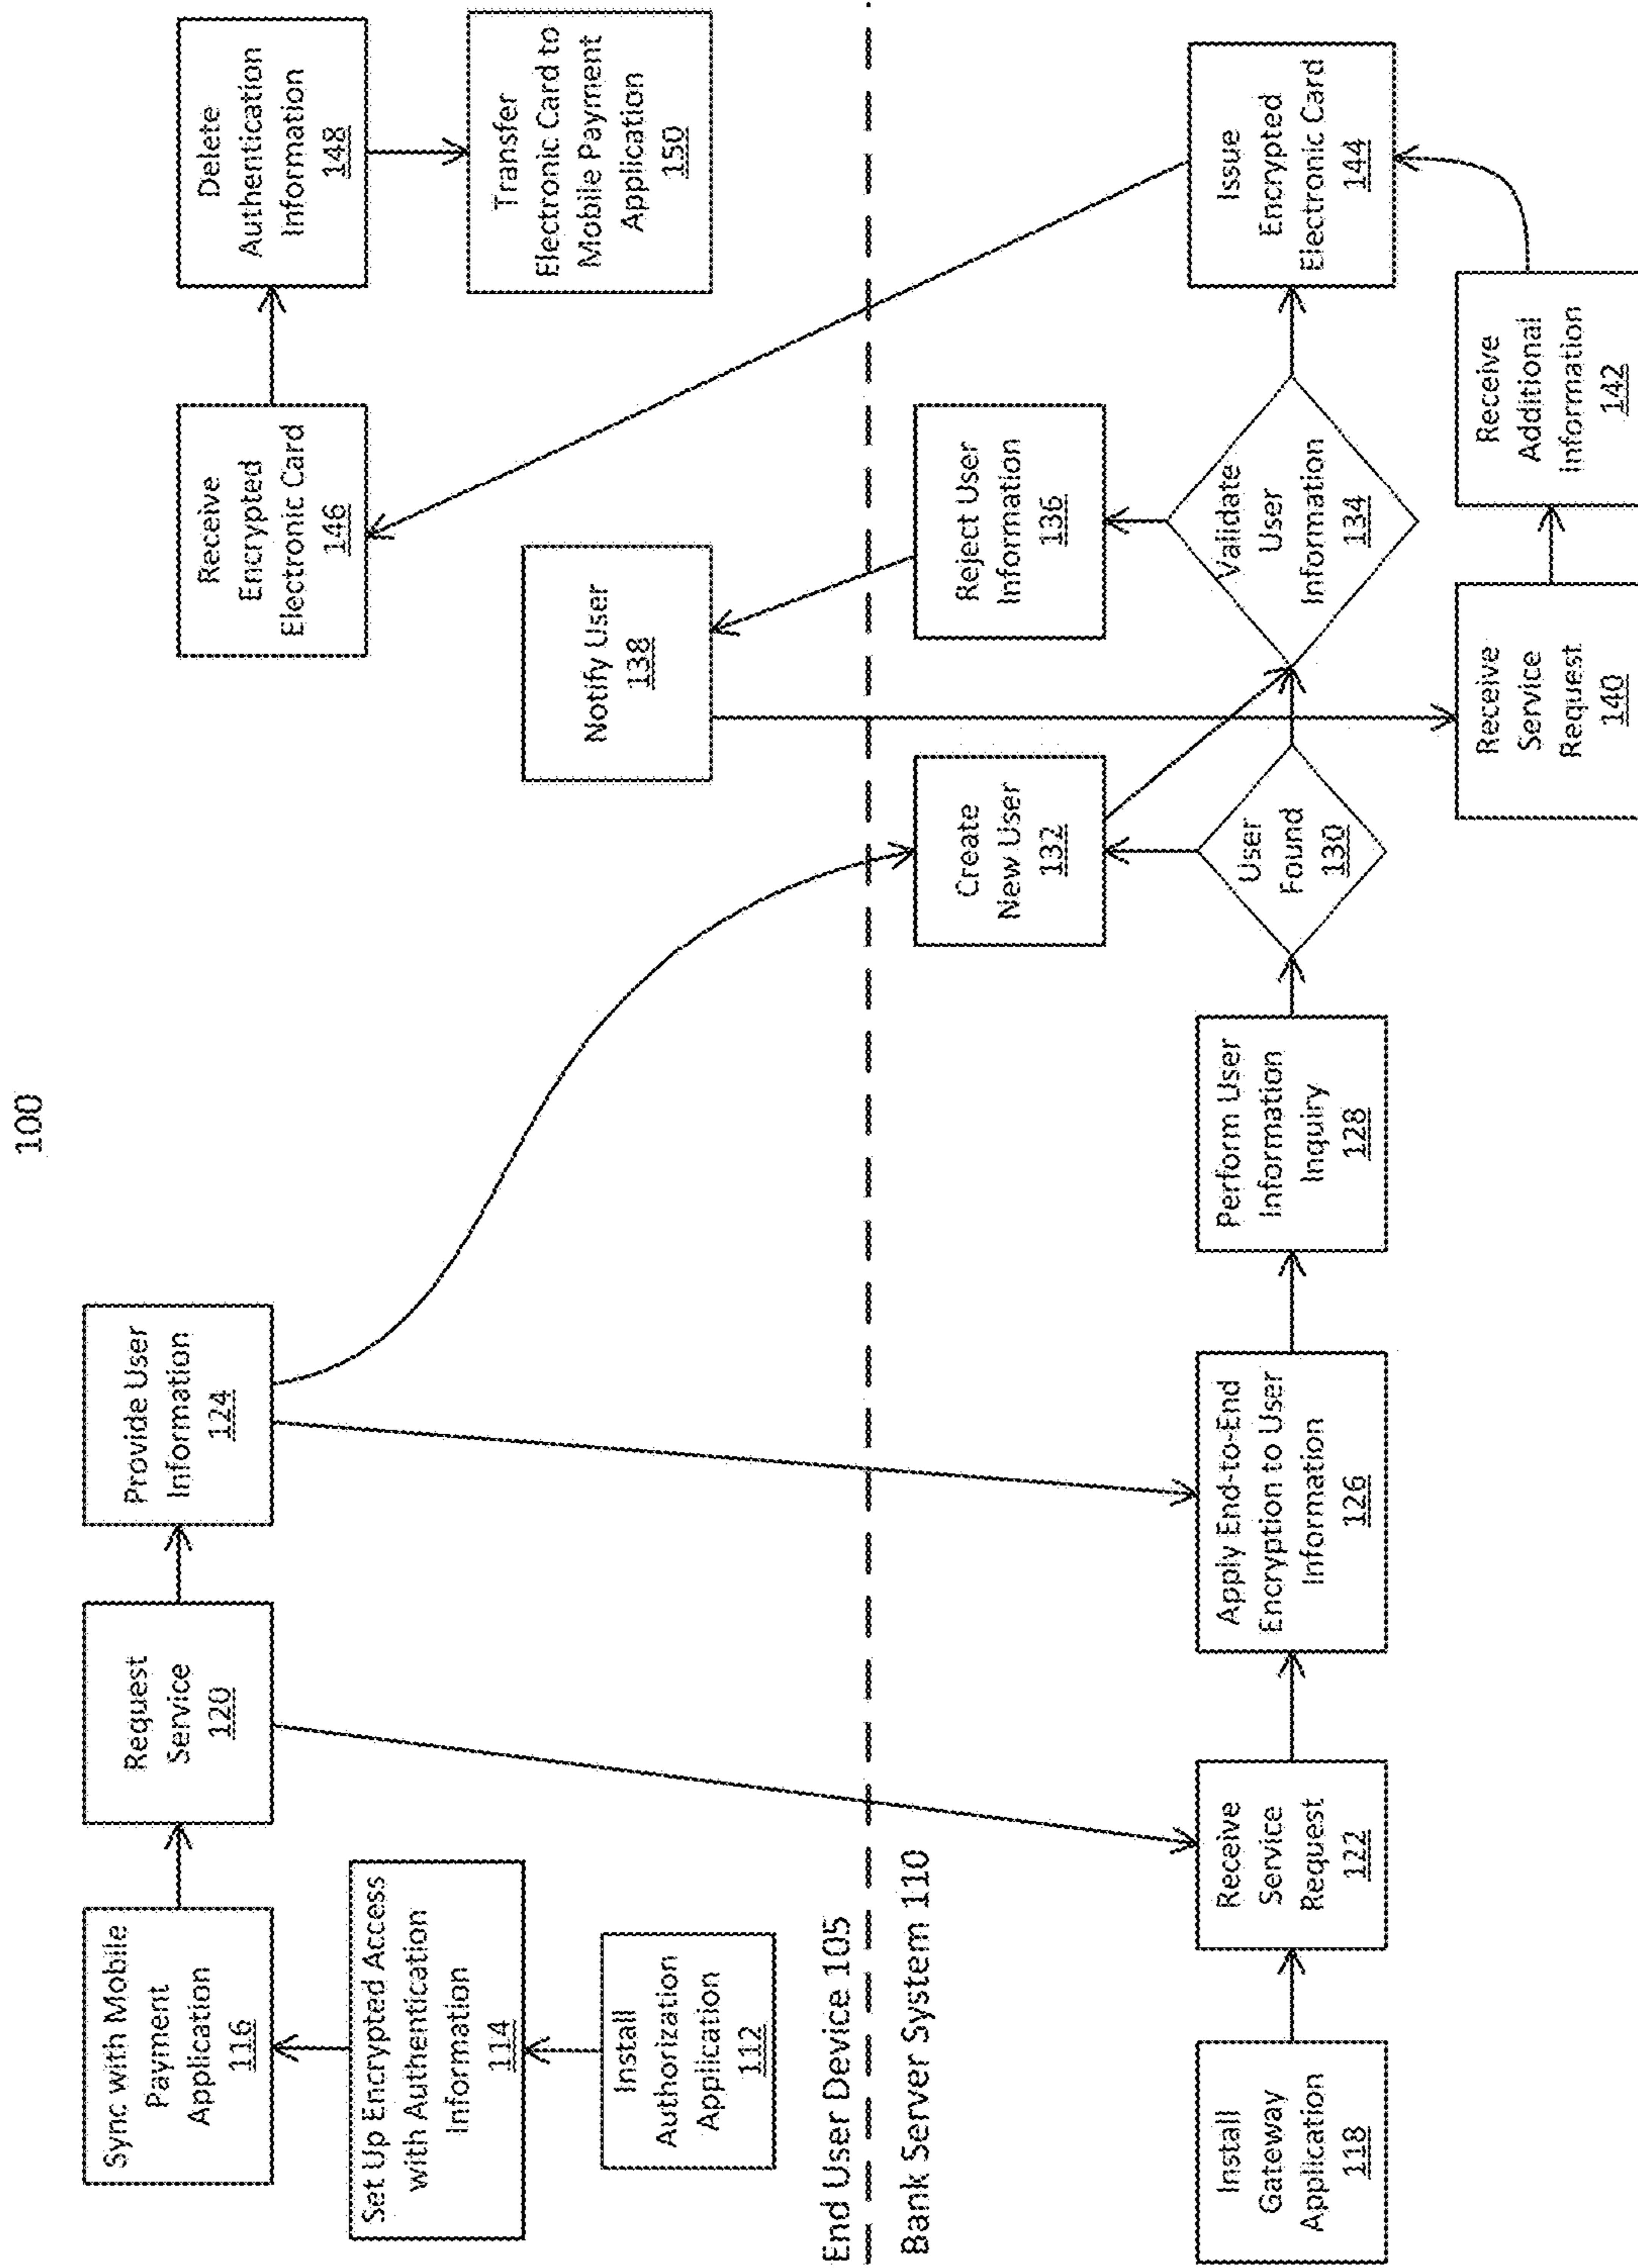 100
Sync with Mobile
Payment
Application
116
Set Up Encrypted Access
with Authentication
Information
114
Install
Authorization
Application
112
Request
Service
120
Provide User
Information
124
Notify User
138
Receive
Encrypted
Electronic Card
146
Delete
Authentication
Information
148
Transfer
Electronic Card to
Mobile Payment
Application
150
End User Device 105
Bank Server System 110
Install
Gateway
Application
118
Receive
Service
Request
122
Apply End-to-End
Encryption to User
Information
126
Perform User
Information
Inquiry
128
User
Found
130
Create
New User
132
Validate
User
Information
134
Reject User
Information
136
Receive
Service
Request
140
Receive
Additional
Information
142
Issue
Encrypted
Electronic Card
144